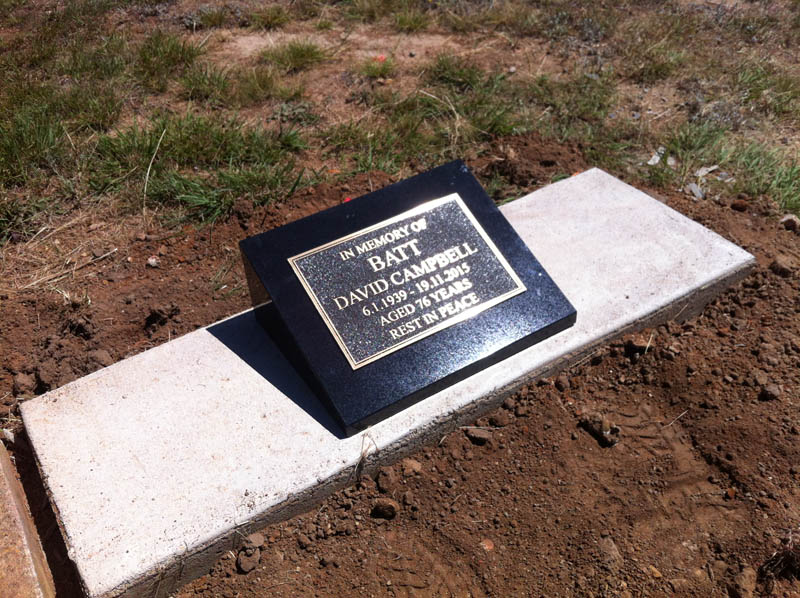 IN MEMORY OF
BATT
DAVID CAMPBELL
6.1.1939 - 19.11.2015
AGED 76 YEARS
REST IN PEACE